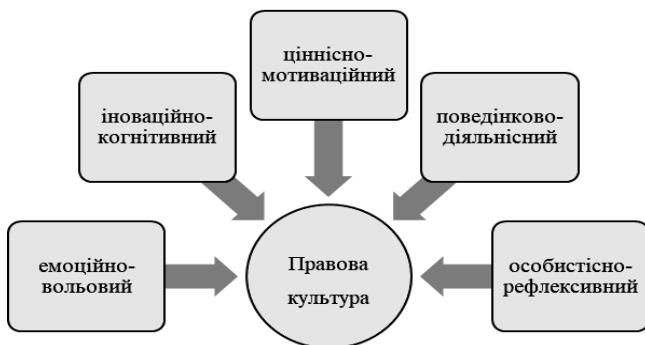 ціннісно-
мотиваційний
іноваційно-
когнітивний
поведінково-
діяльнісний
емоційно-
вольовий
Правова
культура
особистісно-
рефлексивний